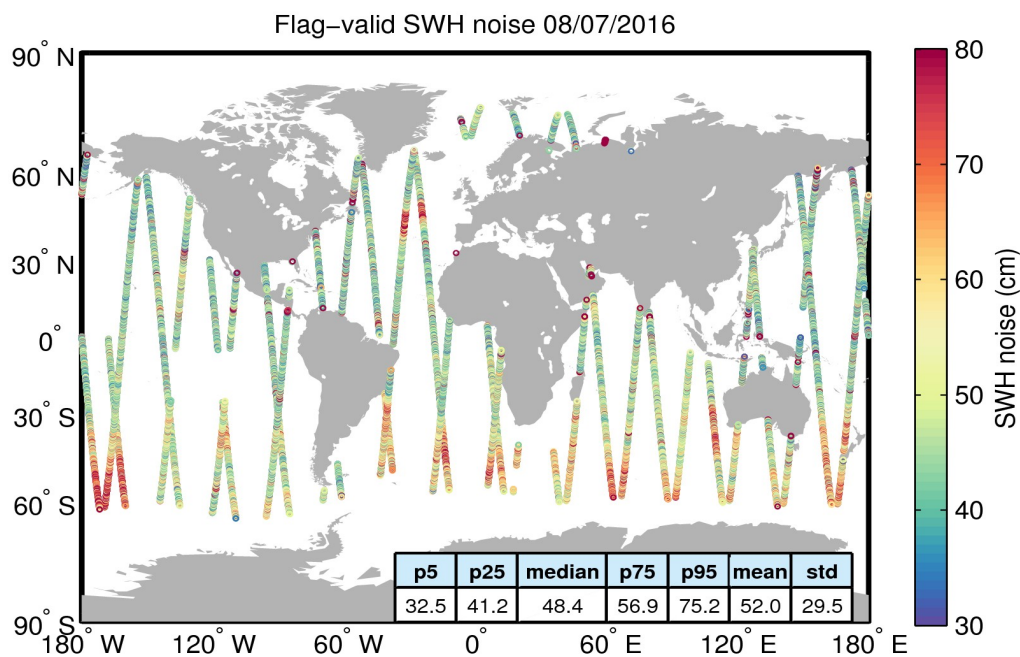 Flag−valid SWH noise 08/07/2016
90° N
60° N
30° N
0°
30° S
60° S
90° S
180° W
120° W
60° W
0°
60° E
120° E
180° E
p5 p25 median p75 p95 mean std
32.5 41.2 48.4 56.9 75.2 52.0 29.5
80
70
60
50
40
30
SWH noise (cm)